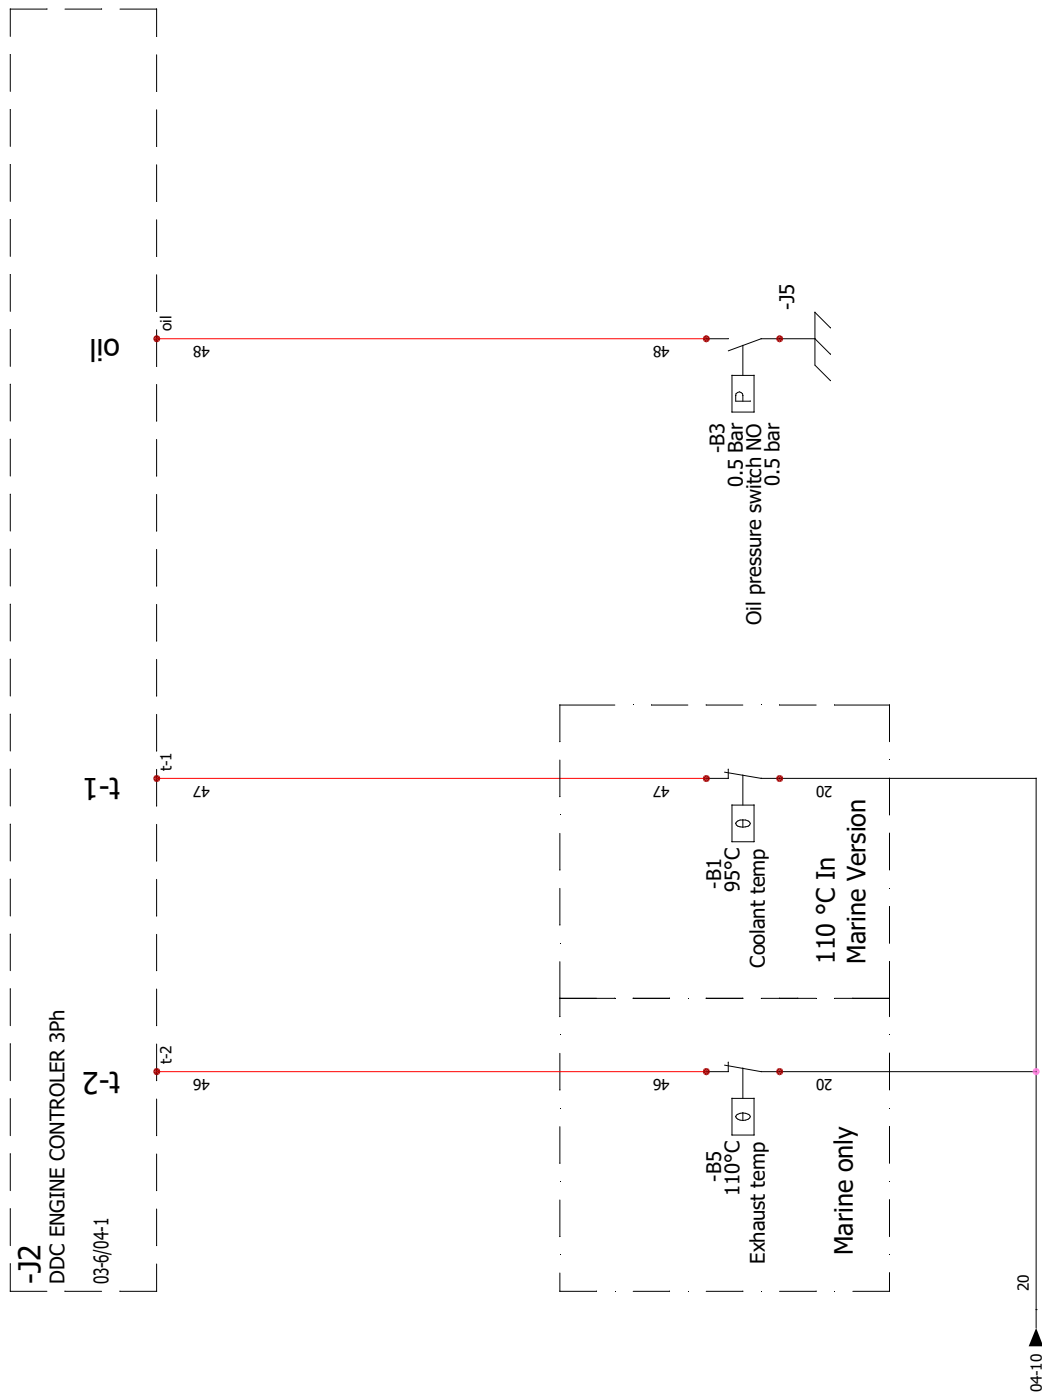 -J2
DDC ENGINE CONTROLER 3Ph
03-6/04-1
t-2
t-1
oil
t-2
t-1
oil
46
47
48
46
47
48
-B5
110°C
Exhaust temp
-B1
95°C
Coolant temp
-B3
0.5 Bar
Oil pressure switch NO
0.5 bar
θ
θ
P
-J5
20
20
Marine only
110 °C In
Marine Version
20
04-10